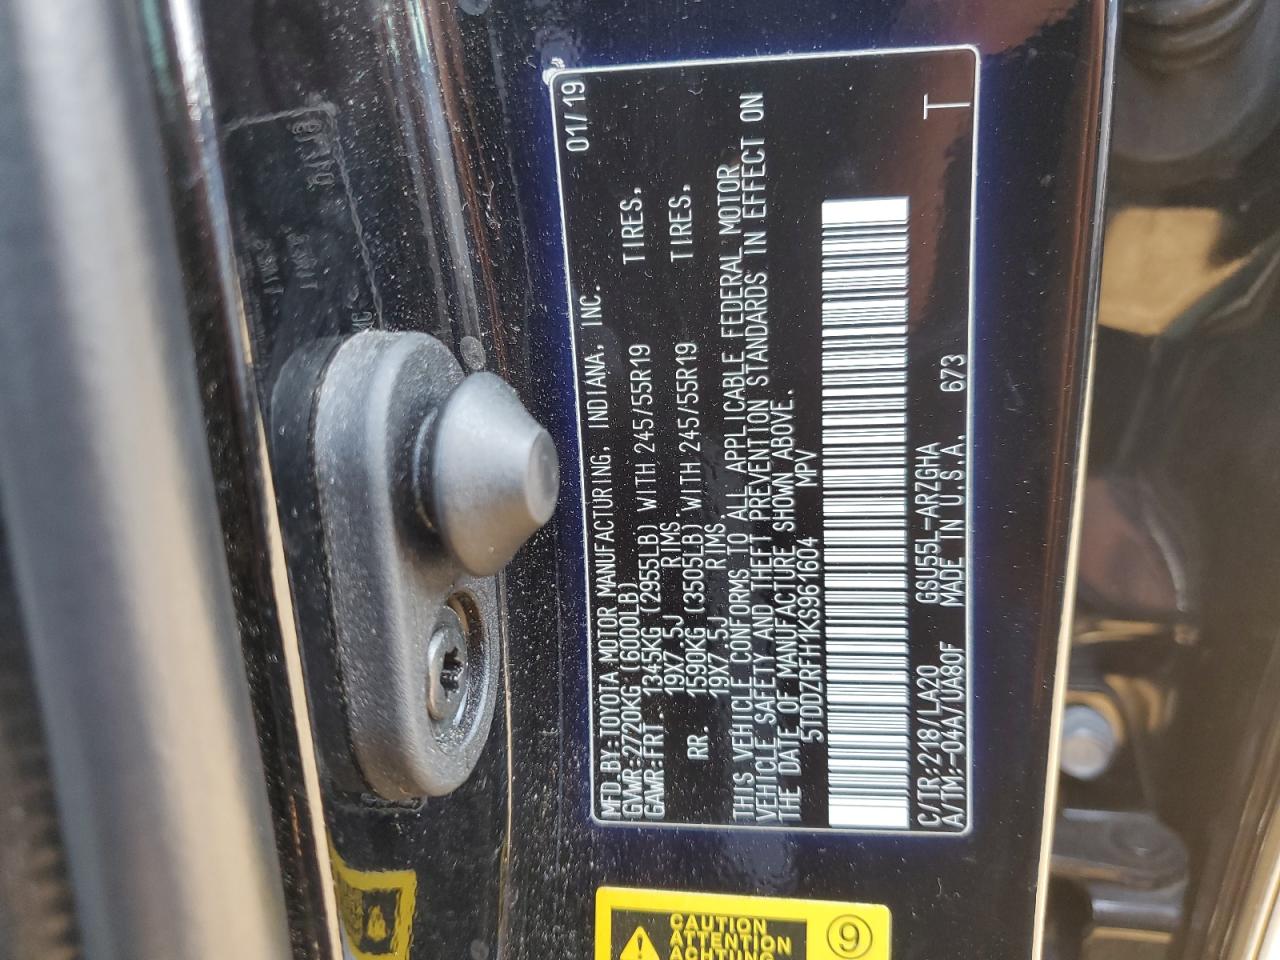 MFD.BY:TOYOTA MOTOR MANUFACTURING, INDIANA, INC. 01/19
GVWR:2720KG (6000LB)
GAWR:FRT. 1345KG (2955LB) WITH 245/55R19 TIRES,
19X7.5J RIMS
RR. 1590KG (3505LB) WITH 245/55R19 TIRES.
19X7.5J RIMS
THIS VEHICLE CONFORMS TO ALL APPLICABLE FEDERAL MOTOR
VEHICLE SAFETY AND THEFT PREVENTION STANDARDS IN EFFECT ON
THE DATE OF MANUFACTURE SHOWN ABOVE.
5TDDZRFH1KS961604 MPV
C/TR:218/LA20 GSU55L-ARZGHA
A/TM:-04A/UA80F MADE IN U.S.A. 673 T
CAUTION
ATTENTION
ACHTUNG
9